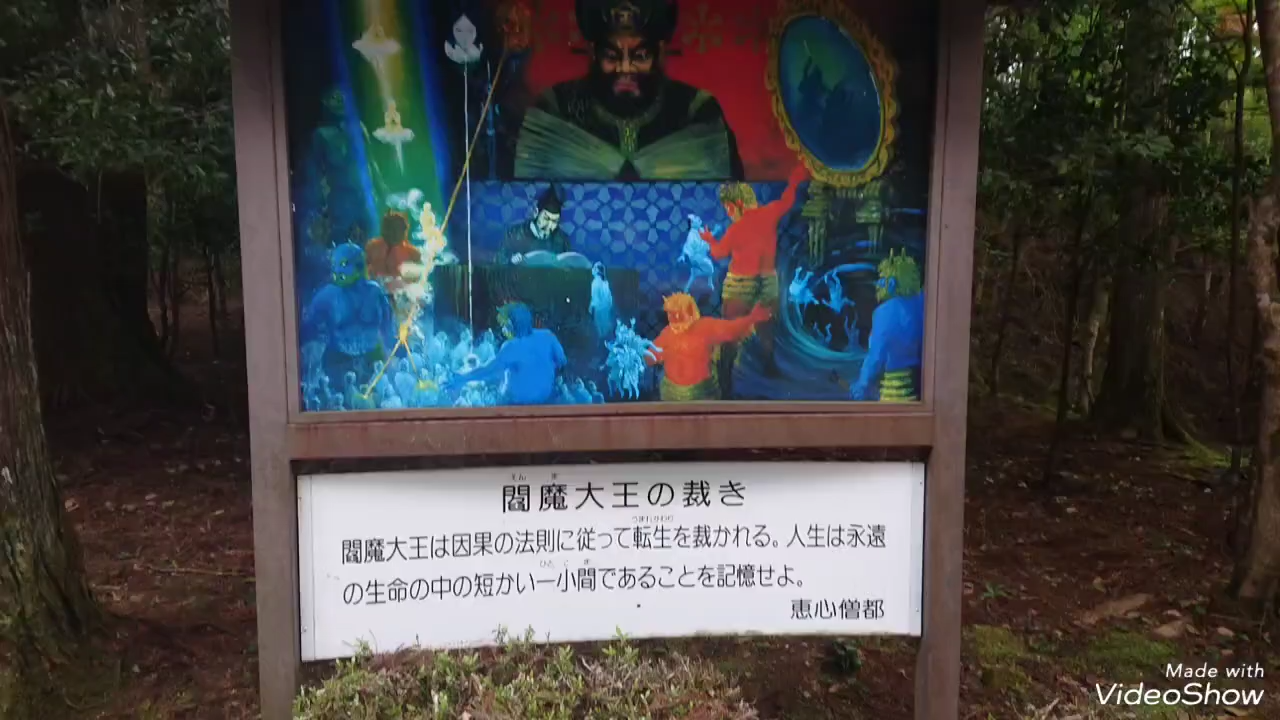 閻魔大王の裁き
閻魔大王は因果の法則に従って転生を裁かれる。人生は永遠
の生命の中の短かい一小間であることを記憶せよ。
恵心僧都
Made with
VideoShow